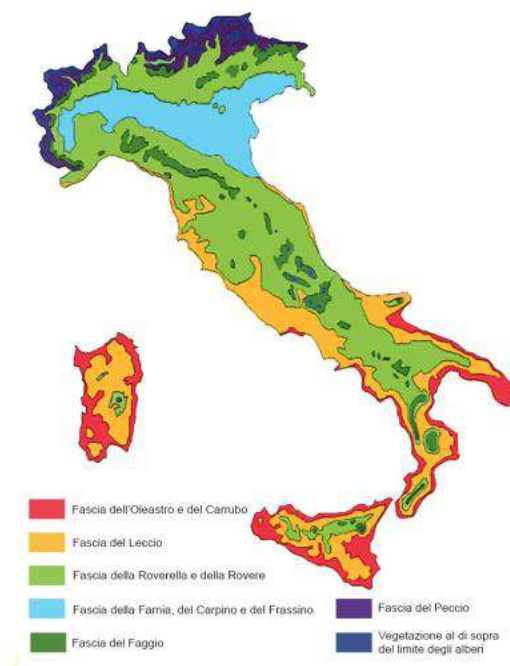 Fascia dell'Oleastro e del Carrubo
Fascia del Leccio
Fascia della Roverella e della Rovere
Fascia della Farnia, del Carpino e del Frassino
Fascia del Faggio
Fascia del Peccio
Vegetazione al di sopra
del limite degli alberi